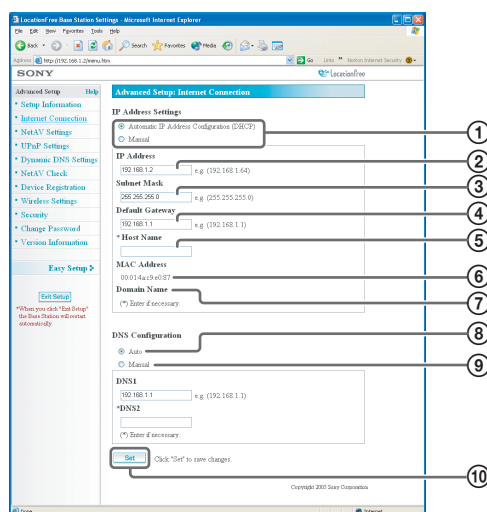 LocationFree Base Station Settings - Microsoft Internet Explorer
File Edit View Favorites Tools Help
Back Search Favorites Media
Address http://192.168.1.2/menu.htm Go Links » Norton Internet Security
SONY LocationFree
Advanced Setup Help
• Setup Information
• Internet Connection
• NetAV Settings
• UPnP Settings
• Dynamic DNS Settings
• NetAV Check
• Device Registration
• Wireless Settings
• Security
• Change Password
• Version Information
Easy Setup
Exit Setup
*When you click "Exit Setup"
the Base Station will restart
automatically.
Advanced Setup: Internet Connection
IP Address Settings
Automatic IP Address Configuration (DHCP)
Manual
1
IP Address
192.168.1.2 e.g. (192.168.1.64)
2
Subnet Mask
255.255.255.0 e.g. (255.255.255.0)
3
Default Gateway
192.168.1.1 e.g. (192.168.1.1)
4
* Host Name
5
MAC Address
00:01:4a:c9:e0:87
6
Domain Name
7
(*) Enter if necessary.
DNS Configuration
8
Auto
Manual
9
DNS1
192.168.1.1 e.g. (192.168.1.1)
*DNS2
(*) Enter if necessary.
Set Click "Set" to save changes.
10
Copyright 2005 Sony Corporation
Done Internet